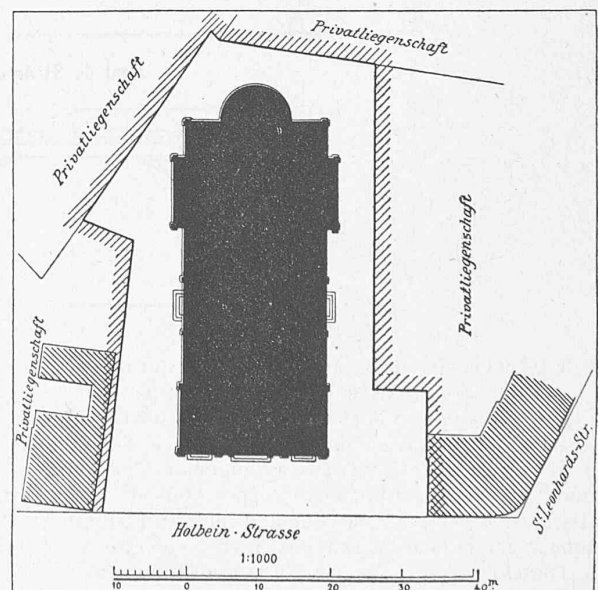 Privatliegenschaft
Privatliegenschaft
Privatliegenschaft
Privatliegenschaft
St. Leonhards-Str.
Holbein-Strasse
1:1000
10 0 10 20 30 40 m